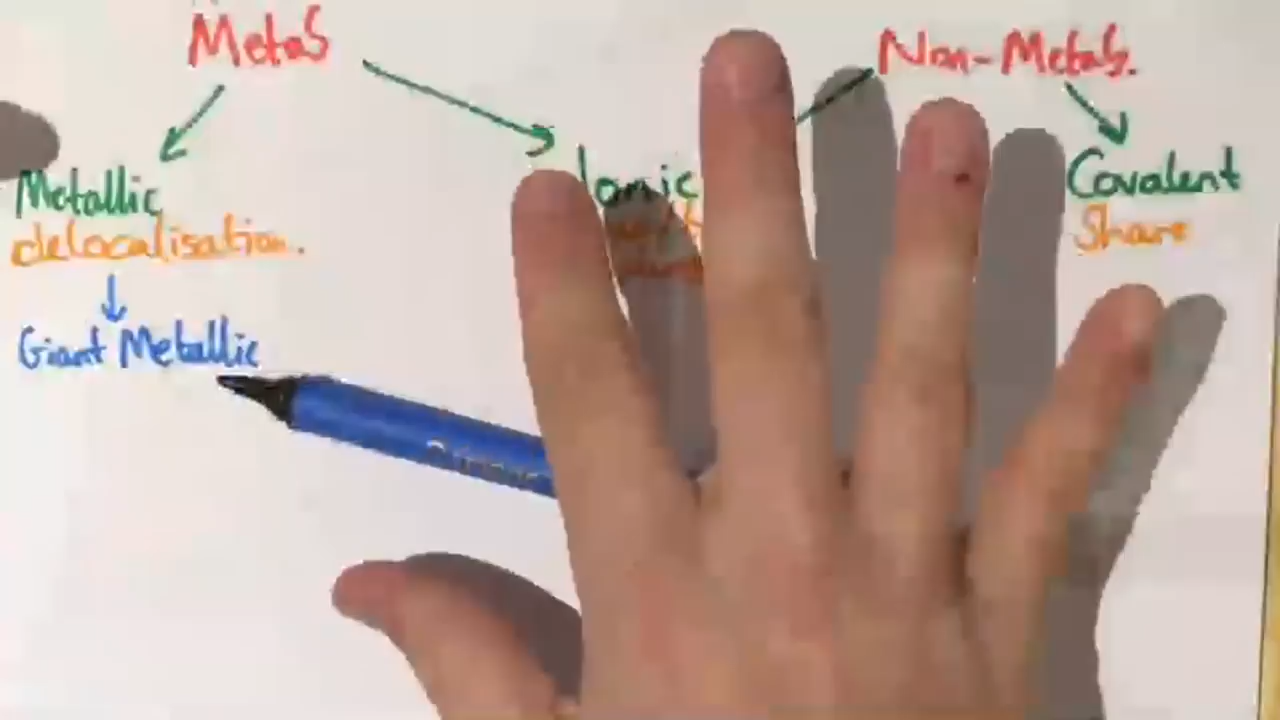 Metals
Non-Metals.
Metallic
Ionic
Covalent
delocalisation.
Share
Giant Metallic